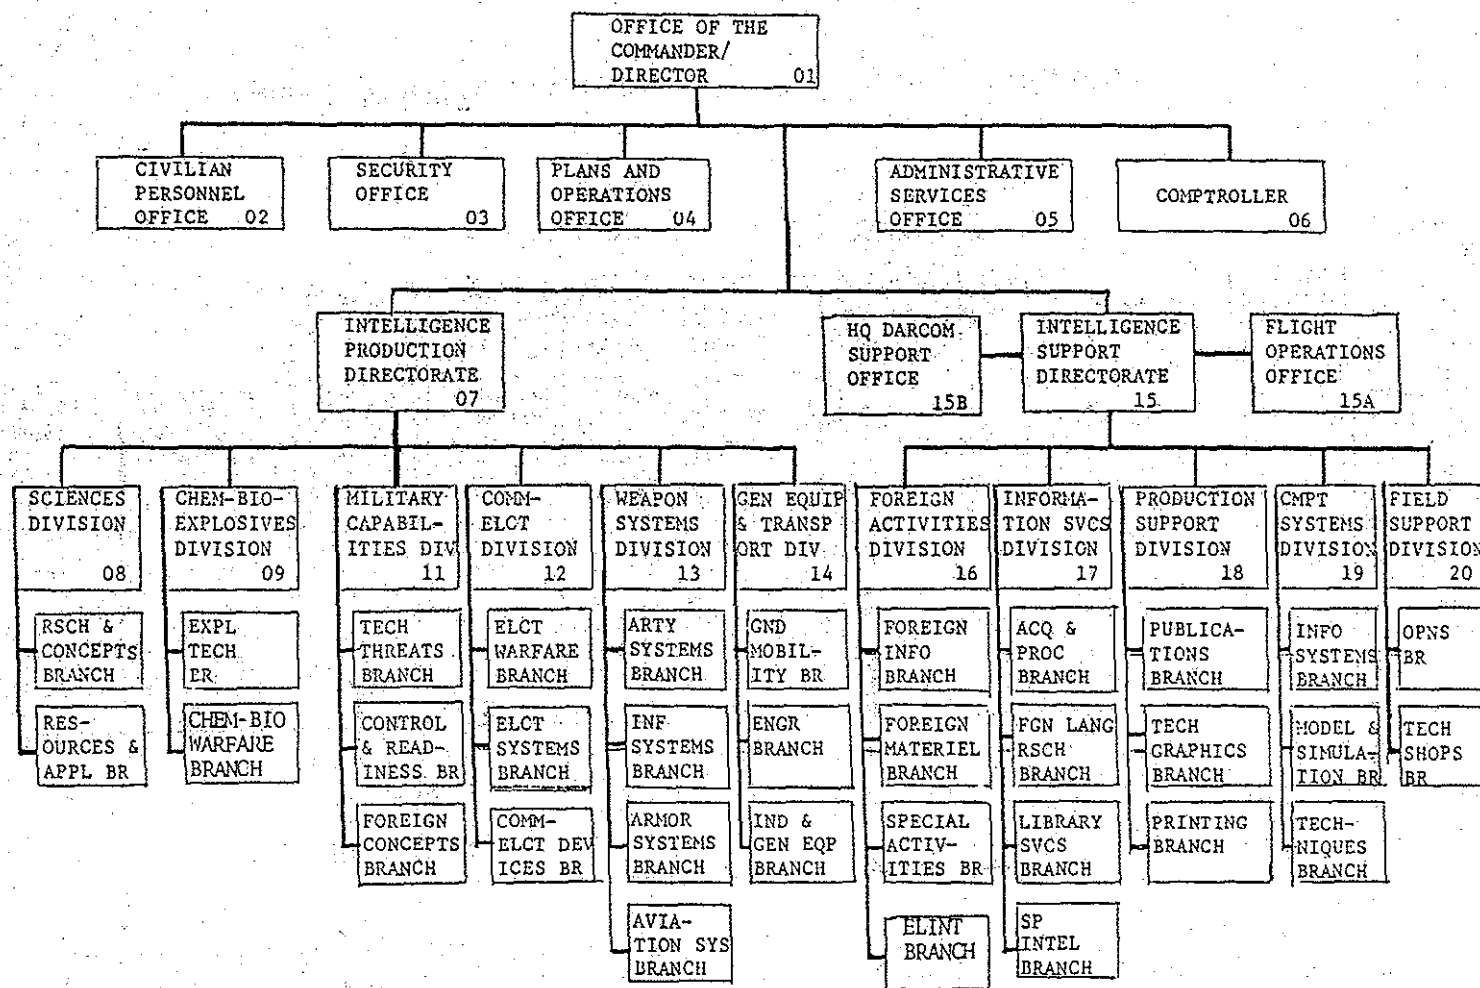 OFFICE OF THE
COMMANDER/
DIRECTOR 01
CIVILIAN
PERSONNEL
OFFICE 02
SECURITY
OFFICE
03
PLANS AND
OPERATIONS
OFFICE 04
ADMINISTRATIVE
SERVICES
OFFICE 05
COMPTROLLER
06
INTELLIGENCE
PRODUCTION
DIRECTORATE
07
HQ DARCOM
SUPPORT
OFFICE
15B
INTELLIGENCE
SUPPORT
DIRECTORATE
15
FLIGHT
OPERATIONS
OFFICE
15A
SCIENCES
DIVISION
08
CHEM-BIO-
EXPLOSIVES
DIVISION
09
MILITARY
CAPABIL-
ITIES DIV
11
COMM-
ELCT
DIVISION
12
WEAPON
SYSTEMS
DIVISION
13
GEN EQUIP
& TRANSP
ORT DIV
14
FOREIGN
ACTIVITIES
DIVISION
16
INFORMA-
TION SVCS
DIVISION
17
PRODUCTION
SUPPORT
DIVISION
18
CMPT
SYSTEMS
DIVISION
19
FIELD
SUPPORT
DIVISION
20
RSCH &
CONCEPTS
BRANCH
EXPL
TECH
BR
TECH
THREATS
BRANCH
ELCT
WARFARE
BRANCH
ARTY
SYSTEMS
BRANCH
GND
MOBIL-
ITY BR
FOREIGN
INFO
BRANCH
ACQ &
PROC
BRANCH
PUBLICA-
TIONS
BRANCH
INFO
SYSTEMS
BRANCH
OPNS
BR
RES-
OURCES &
APPL BR
CHEM-BIO
WARFARE
BRANCH
CONTROL
& READ-
INESS BR
ELCT
SYSTEMS
BRANCH
INF
SYSTEMS
BRANCH
ENGR
BRANCH
FOREIGN
MATERIEL
BRANCH
FGN LANG
RSCH
BRANCH
TECH
GRAPHICS
BRANCH
MODEL &
SIMULA-
TION BR
TECH
SHOPS
BR
FOREIGN
CONCEPTS
BRANCH
COMM-
ELCT DEV
ICES BR
ARMOR
SYSTEMS
BRANCH
IND &
GEN EQP
BRANCH
SPECIAL
ACTIV-
ITIES BR
LIBRARY
SVCS
BRANCH
PRINTING
BRANCH
TECH-
NIQUES
BRANCH
AVIA-
TION SYS
BRANCH
ELINT
BRANCH
SP
INTEL
BRANCH